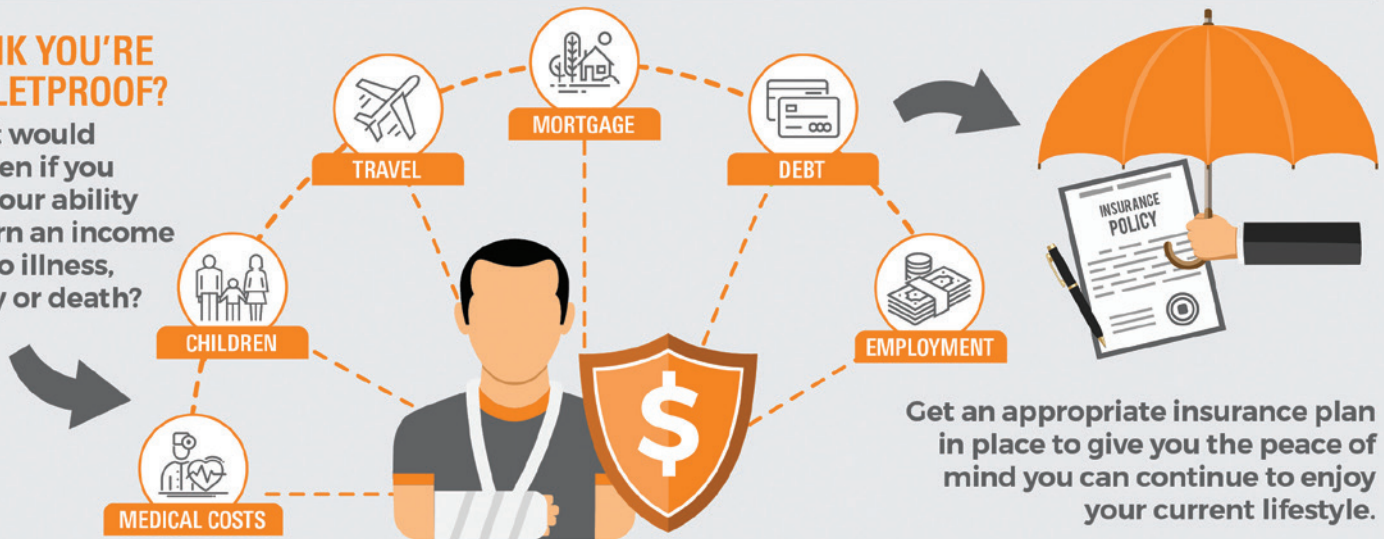 NK YOU'RE
LETPROOF?
t would
en if you
our ability
rn an income
o illness,
y or death?
TRAVEL
MORTGAGE
DEBT
CHILDREN
EMPLOYMENT
MEDICAL COSTS
$
INSURANCE
POLICY
Get an appropriate insurance plan
in place to give you the peace of
mind you can continue to enjoy
your current lifestyle.